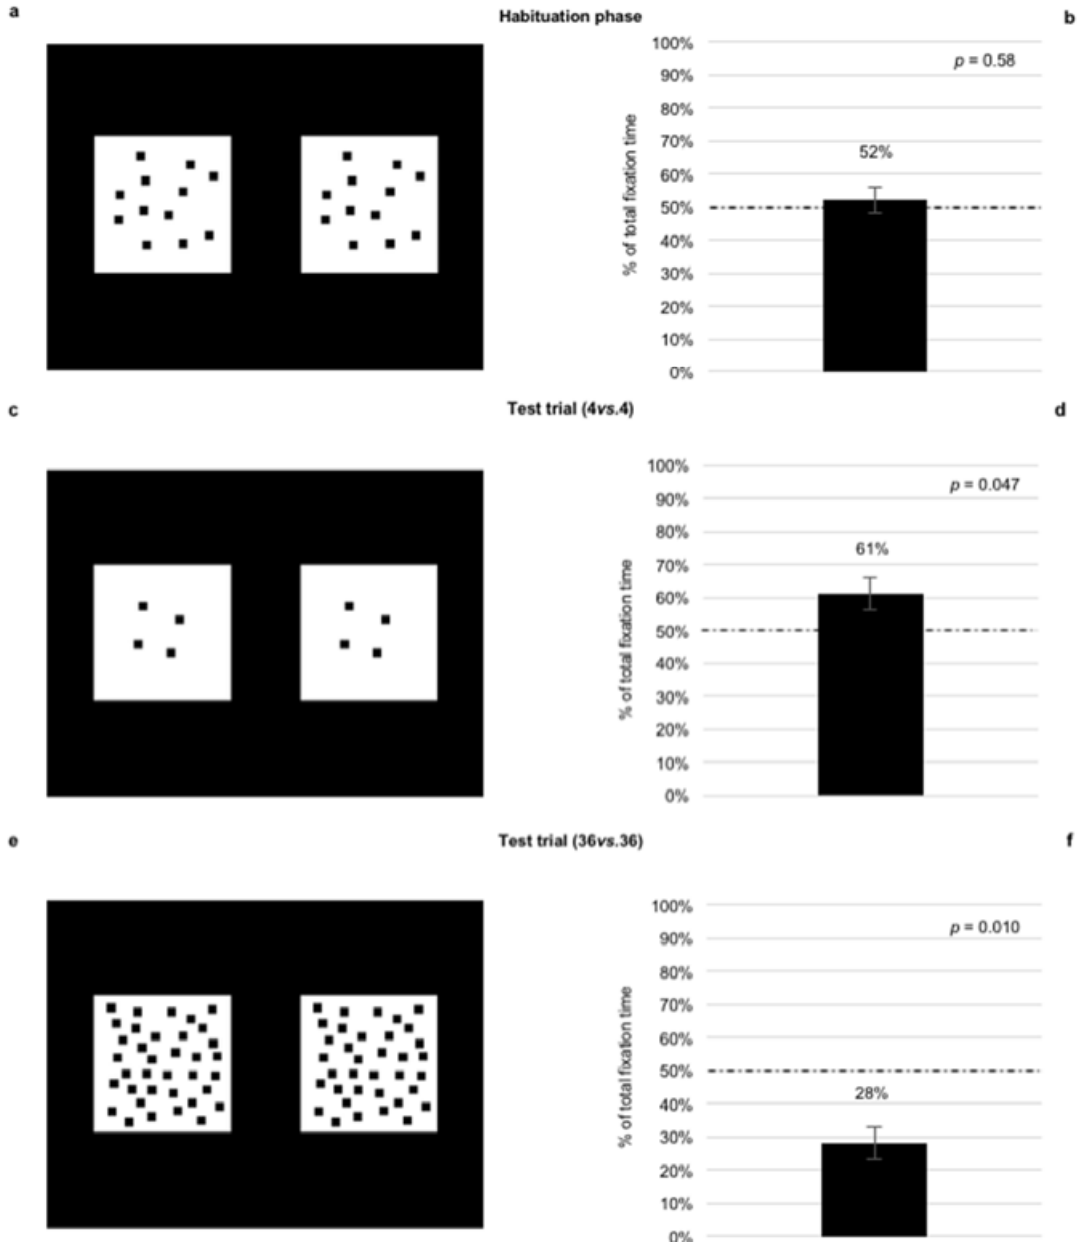 a
Habituation phase
b
100%
p = 0.58
90%
80%
70%
52%
60%
50%
40%
30%
20%
10%
0%
% of total fixation time
c
Test trial (4vs.4)
d
100%
p = 0.047
90%
80%
61%
70%
60%
50%
40%
30%
20%
10%
0%
% of total fixation time
e
Test trial (36vs.36)
f
100%
p = 0.010
90%
80%
70%
60%
50%
28%
40%
30%
20%
10%
0%
% of total fixation time